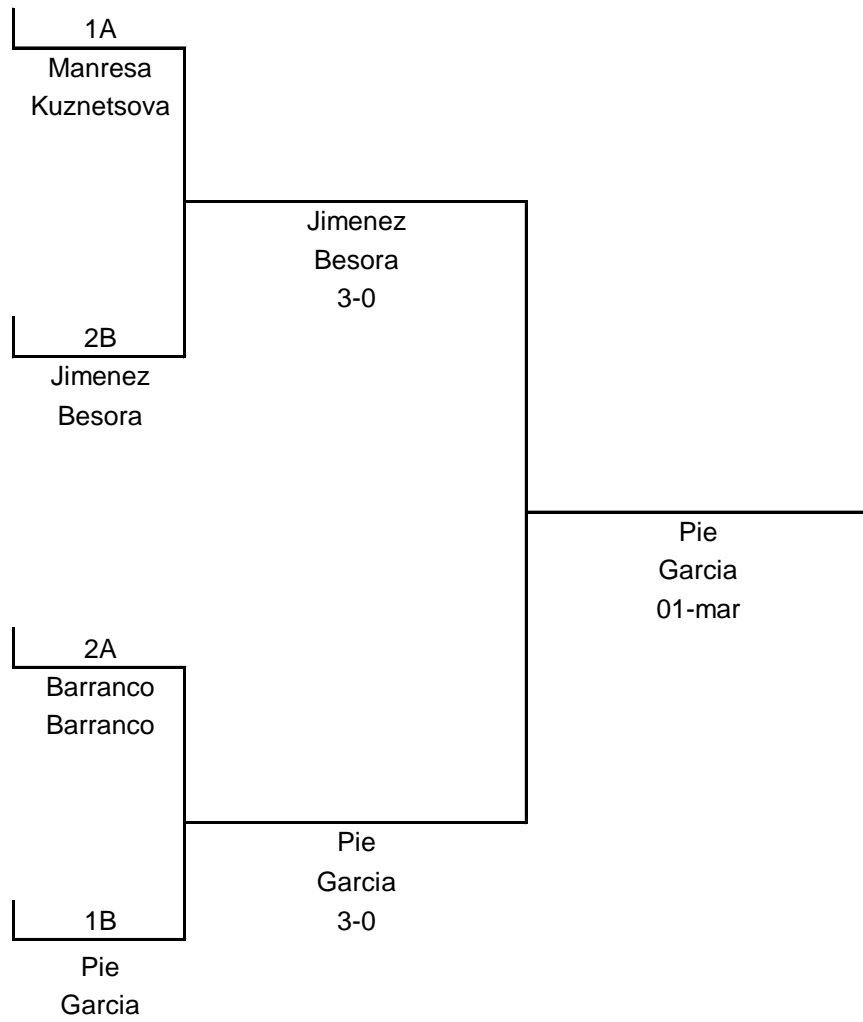 1A
Manresa
Kuznetsova
Jimenez
Besora
3-0
2B
Jimenez
Besora
Pie
Garcia
01-mar
2A
Barranco
Barranco
Pie
Garcia
3-0
1B
Pie
Garcia